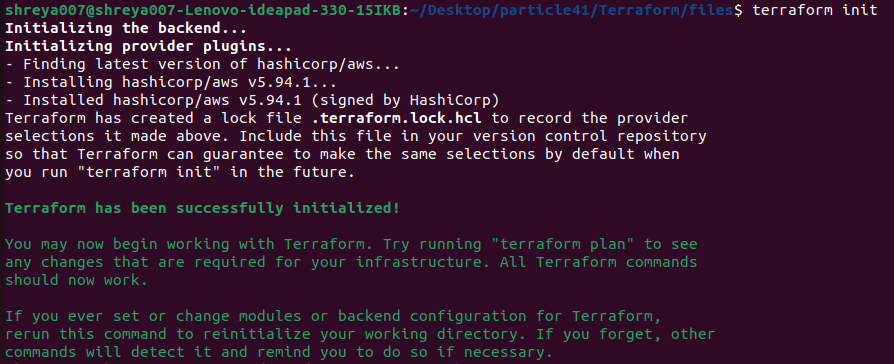 shreya007@shreya007-Lenovo-ideapad-330-15IKB:~/Desktop/particle41/Terraform/files$ terraform init
Initializing the backend...
Initializing provider plugins...
- Finding latest version of hashicorp/aws...
- Installing hashicorp/aws v5.94.1...
- Installed hashicorp/aws v5.94.1 (signed by HashiCorp)
Terraform has created a lock file .terraform.lock.hcl to record the provider
selections it made above. Include this file in your version control repository
so that Terraform can guarantee to make the same selections by default when
you run "terraform init" in the future.
Terraform has been successfully initialized!
You may now begin working with Terraform. Try running "terraform plan" to see
any changes that are required for your infrastructure. All Terraform commands
should now work.
If you ever set or change modules or backend configuration for Terraform,
rerun this command to reinitialize your working directory. If you forget, other
commands will detect it and remind you to do so if necessary.